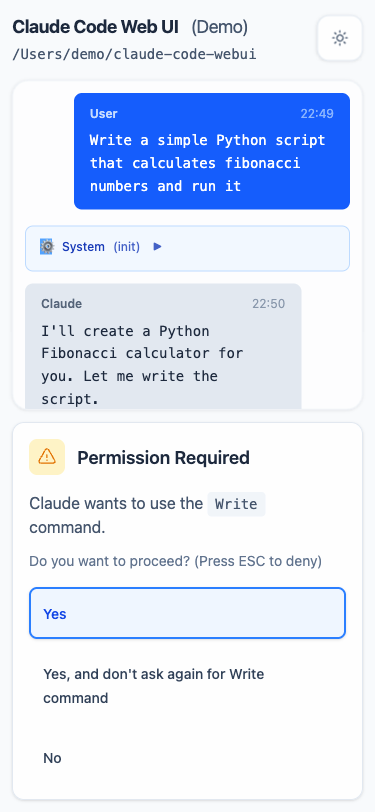 Claude Code Web UI (Demo)
/Users/demo/claude-code-webui
User 22:49
Write a simple Python script
that calculates fibonacci
numbers and run it
System (init)
Claude 22:50
I'll create a Python
Fibonacci calculator for
you. Let me write the
script.
Permission Required
Claude wants to use the Write
command.
Do you want to proceed? (Press ESC to deny)
Yes
Yes, and don't ask again for Write
command
No